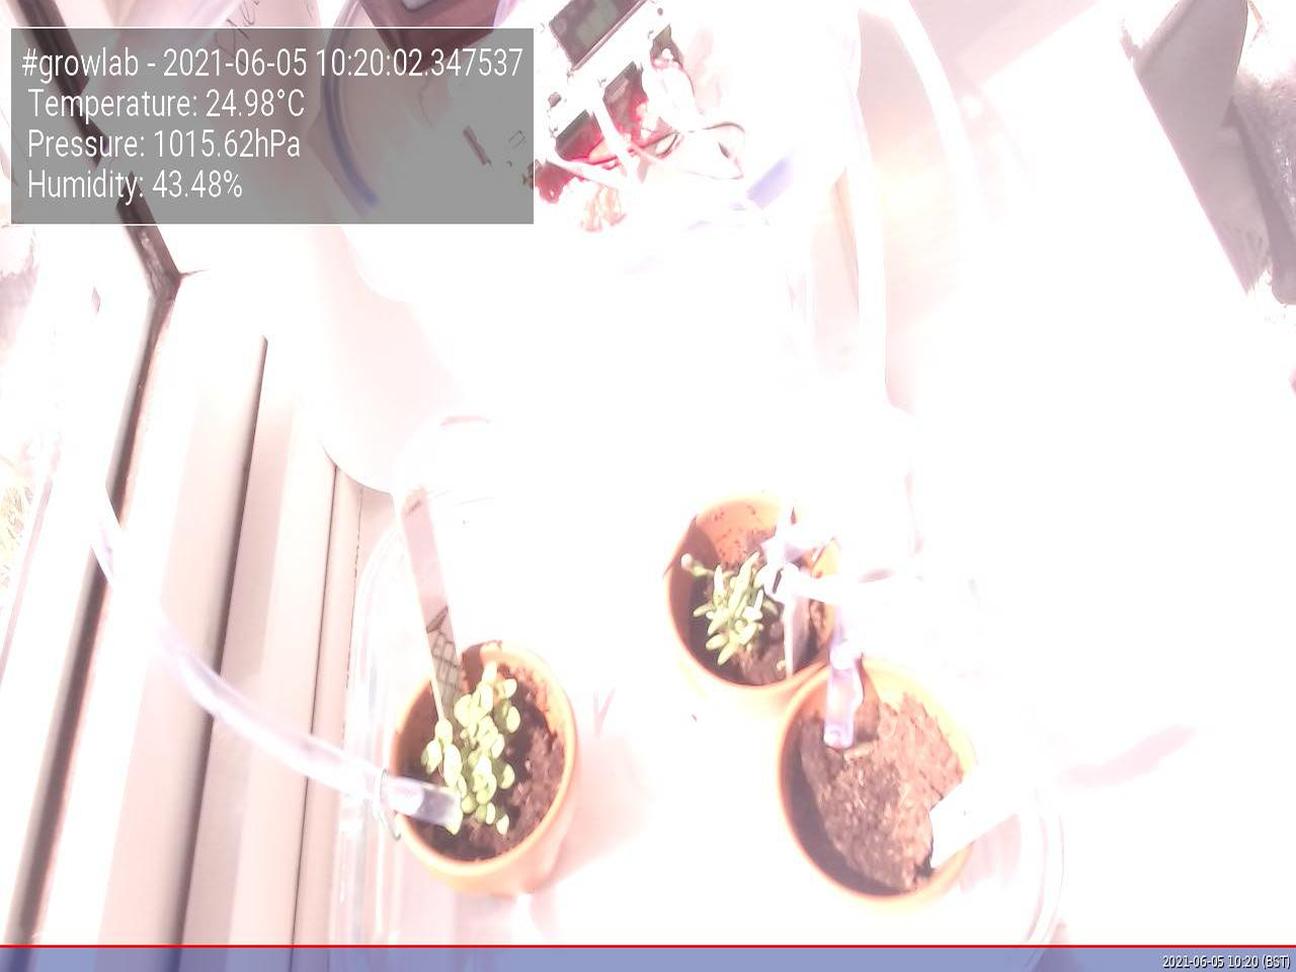 #growlab - 2021-06-05 10:20:02.347537
Temperature: 24.98°C
Pressure: 1015.62hPa
Humidity: 43.48%
2021-06-05 10:20 (BST)